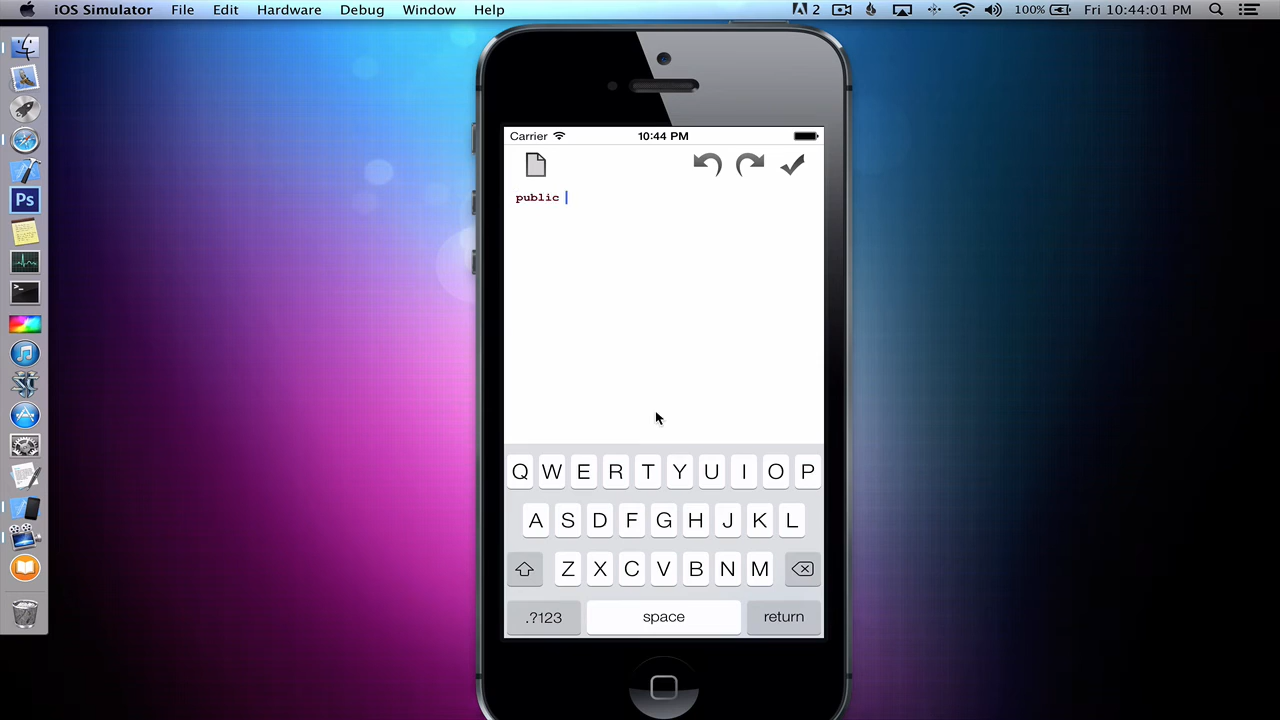 iOS Simulator File Edit Hardware Debug Window Help 2 100% Fri 10:44:01 PM
Ps
Carrier 10:44 PM
public
Q W E R T Y U I O P
A S D F G H J K L
Z X C V B N M
.?123 space return